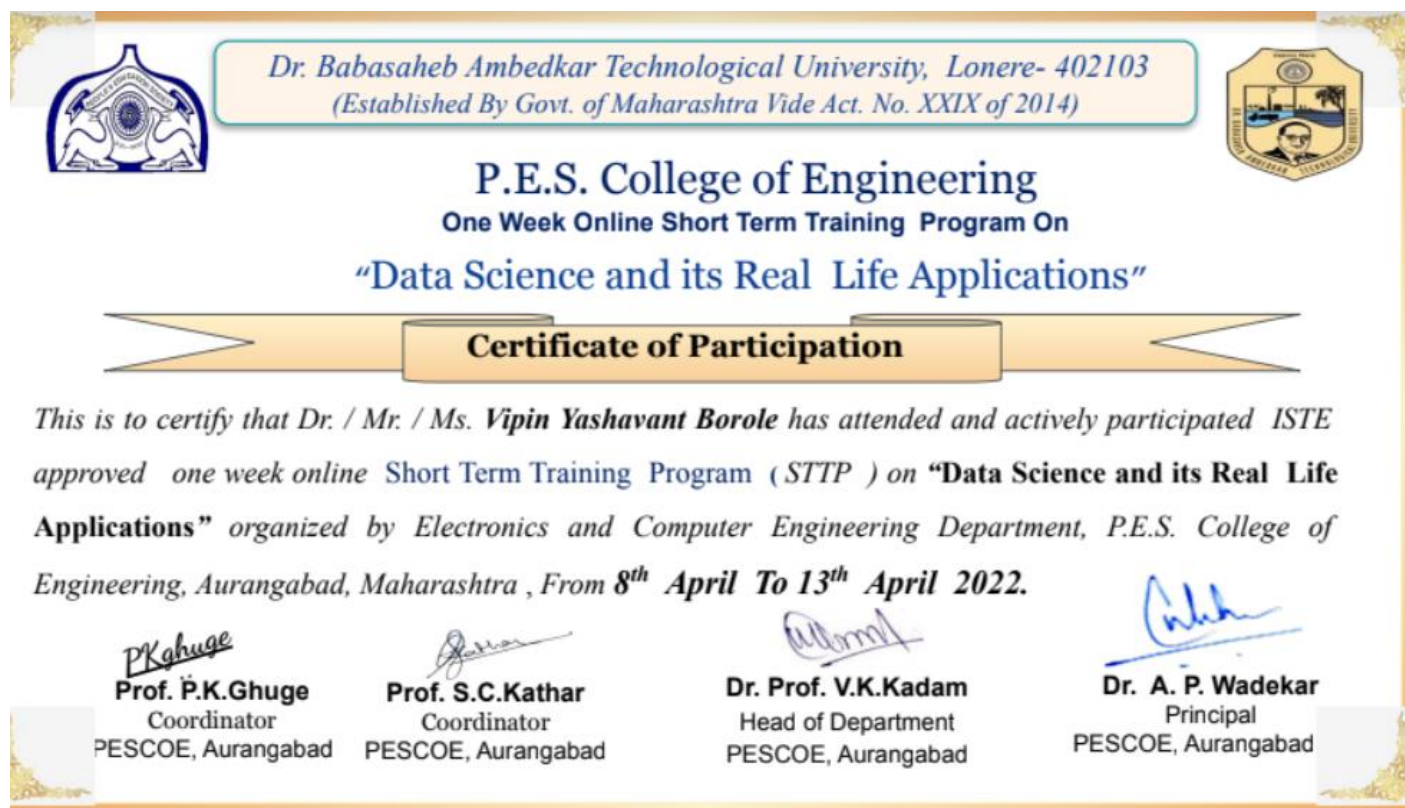 Dr. Babasaheb Ambedkar Technological University, Lonere- 402103
(Established By Govt. of Maharashtra Vide Act. No. XXIX of 2014)
P.E.S. College of Engineering
One Week Online Short Term Training Program On
“Data Science and its Real Life Applications”
Certificate of Participation
This is to certify that Dr. / Mr. / Ms. Vipin Yashavant Borole has attended and actively participated ISTE
approved one week online Short Term Training Program ( STTP ) on “Data Science and its Real Life
Applications” organized by Electronics and Computer Engineering Department, P.E.S. College of
Engineering, Aurangabad, Maharashtra , From 8th April To 13th April 2022.
PKghuge
Prof. P.K.Ghuge
Coordinator
PESCOE, Aurangabad
Prof. S.C.Kathar
Coordinator
PESCOE, Aurangabad
Dr. Prof. V.K.Kadam
Head of Department
PESCOE, Aurangabad
Dr. A. P. Wadekar
Principal
PESCOE, Aurangabad